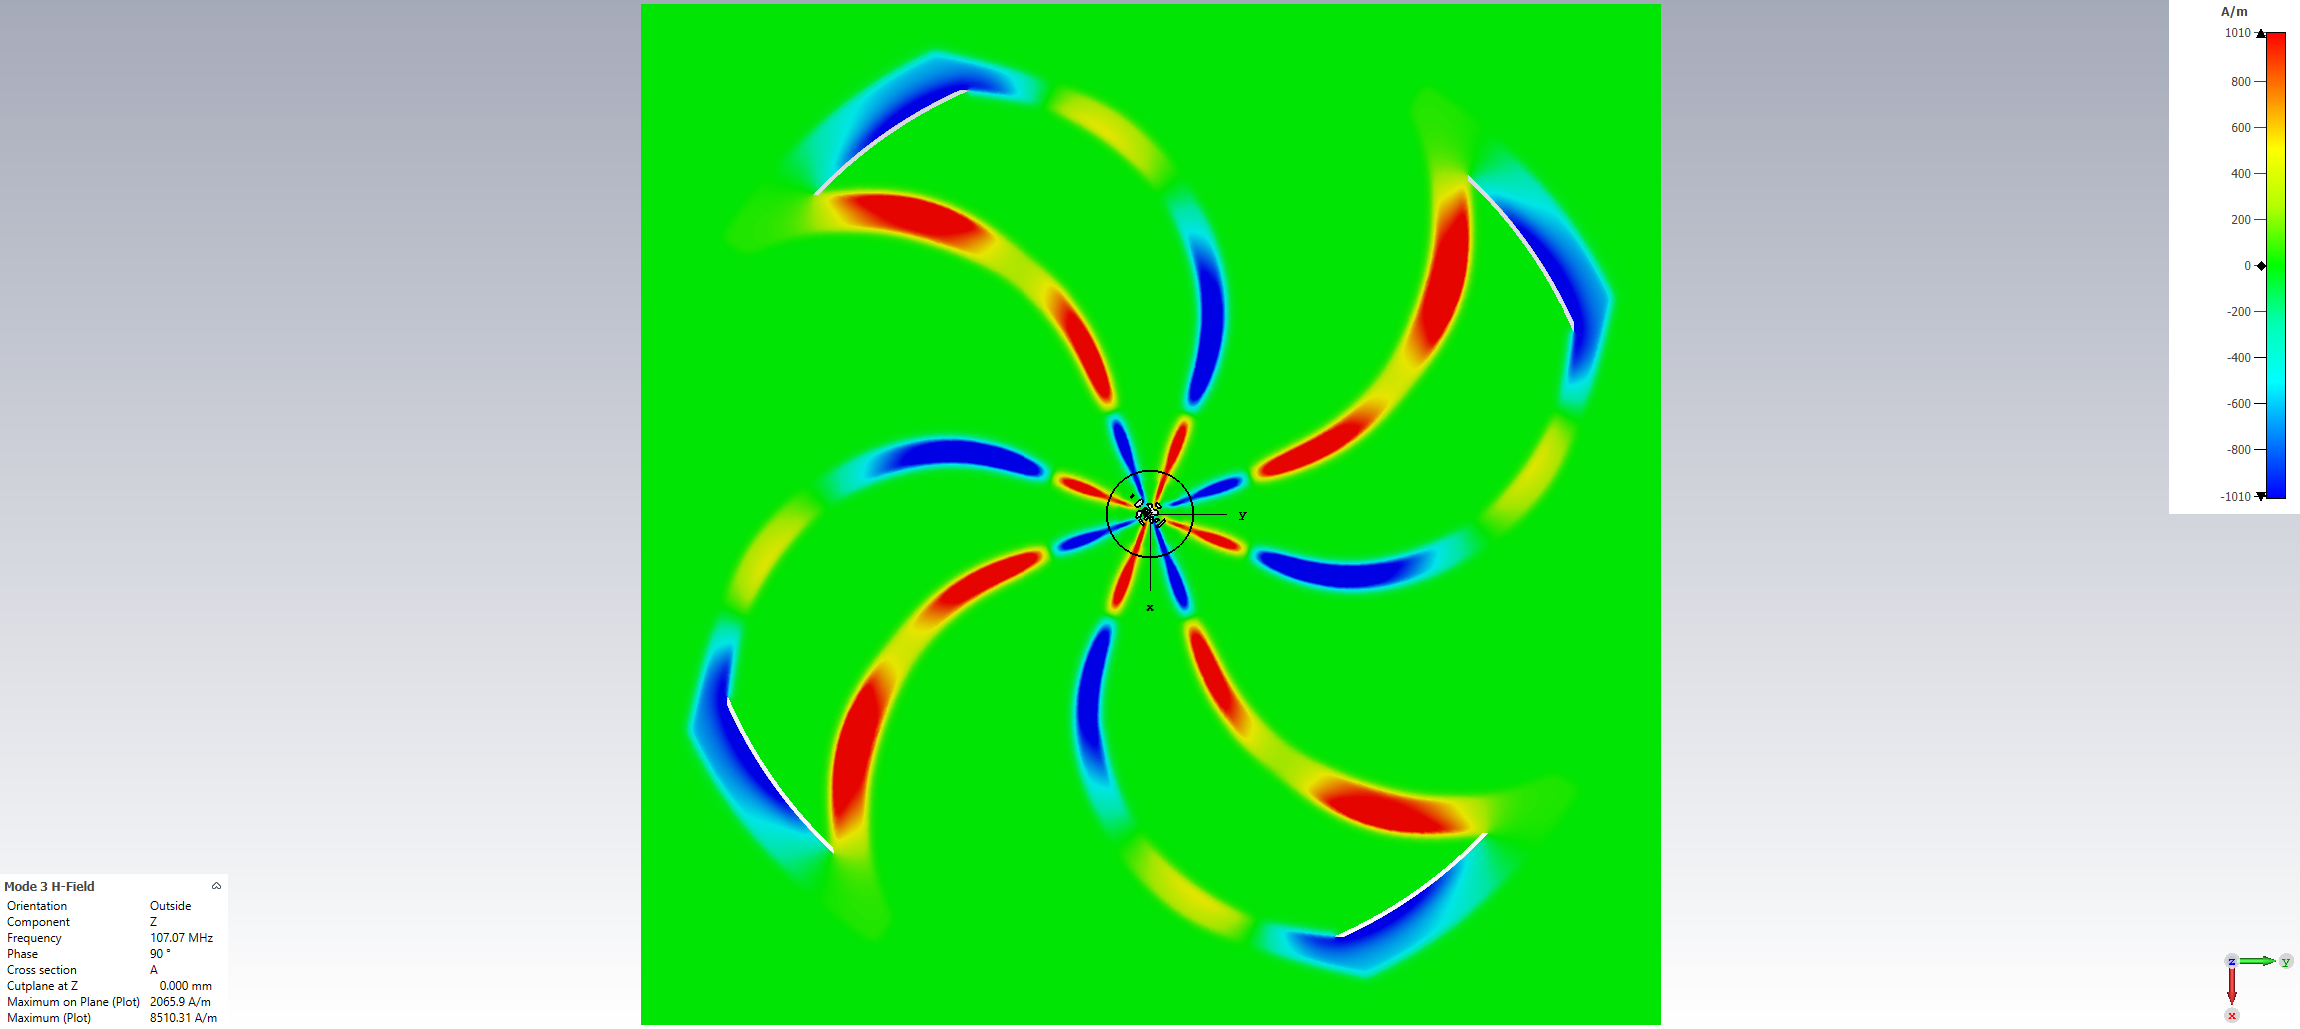 A/m
1010
800
600
400
200
0
-200
-400
-600
-800
-1010
y
x
Mode 3 H-Field
Orientation Outside
Component Z
Frequency 107.07 MHz
Phase 90 °
Cross section A
Cutplane at Z 0.000 mm
Maximum on Plane (Plot) 2065.9 A/m
Maximum (Plot) 8510.31 A/m
z y
x